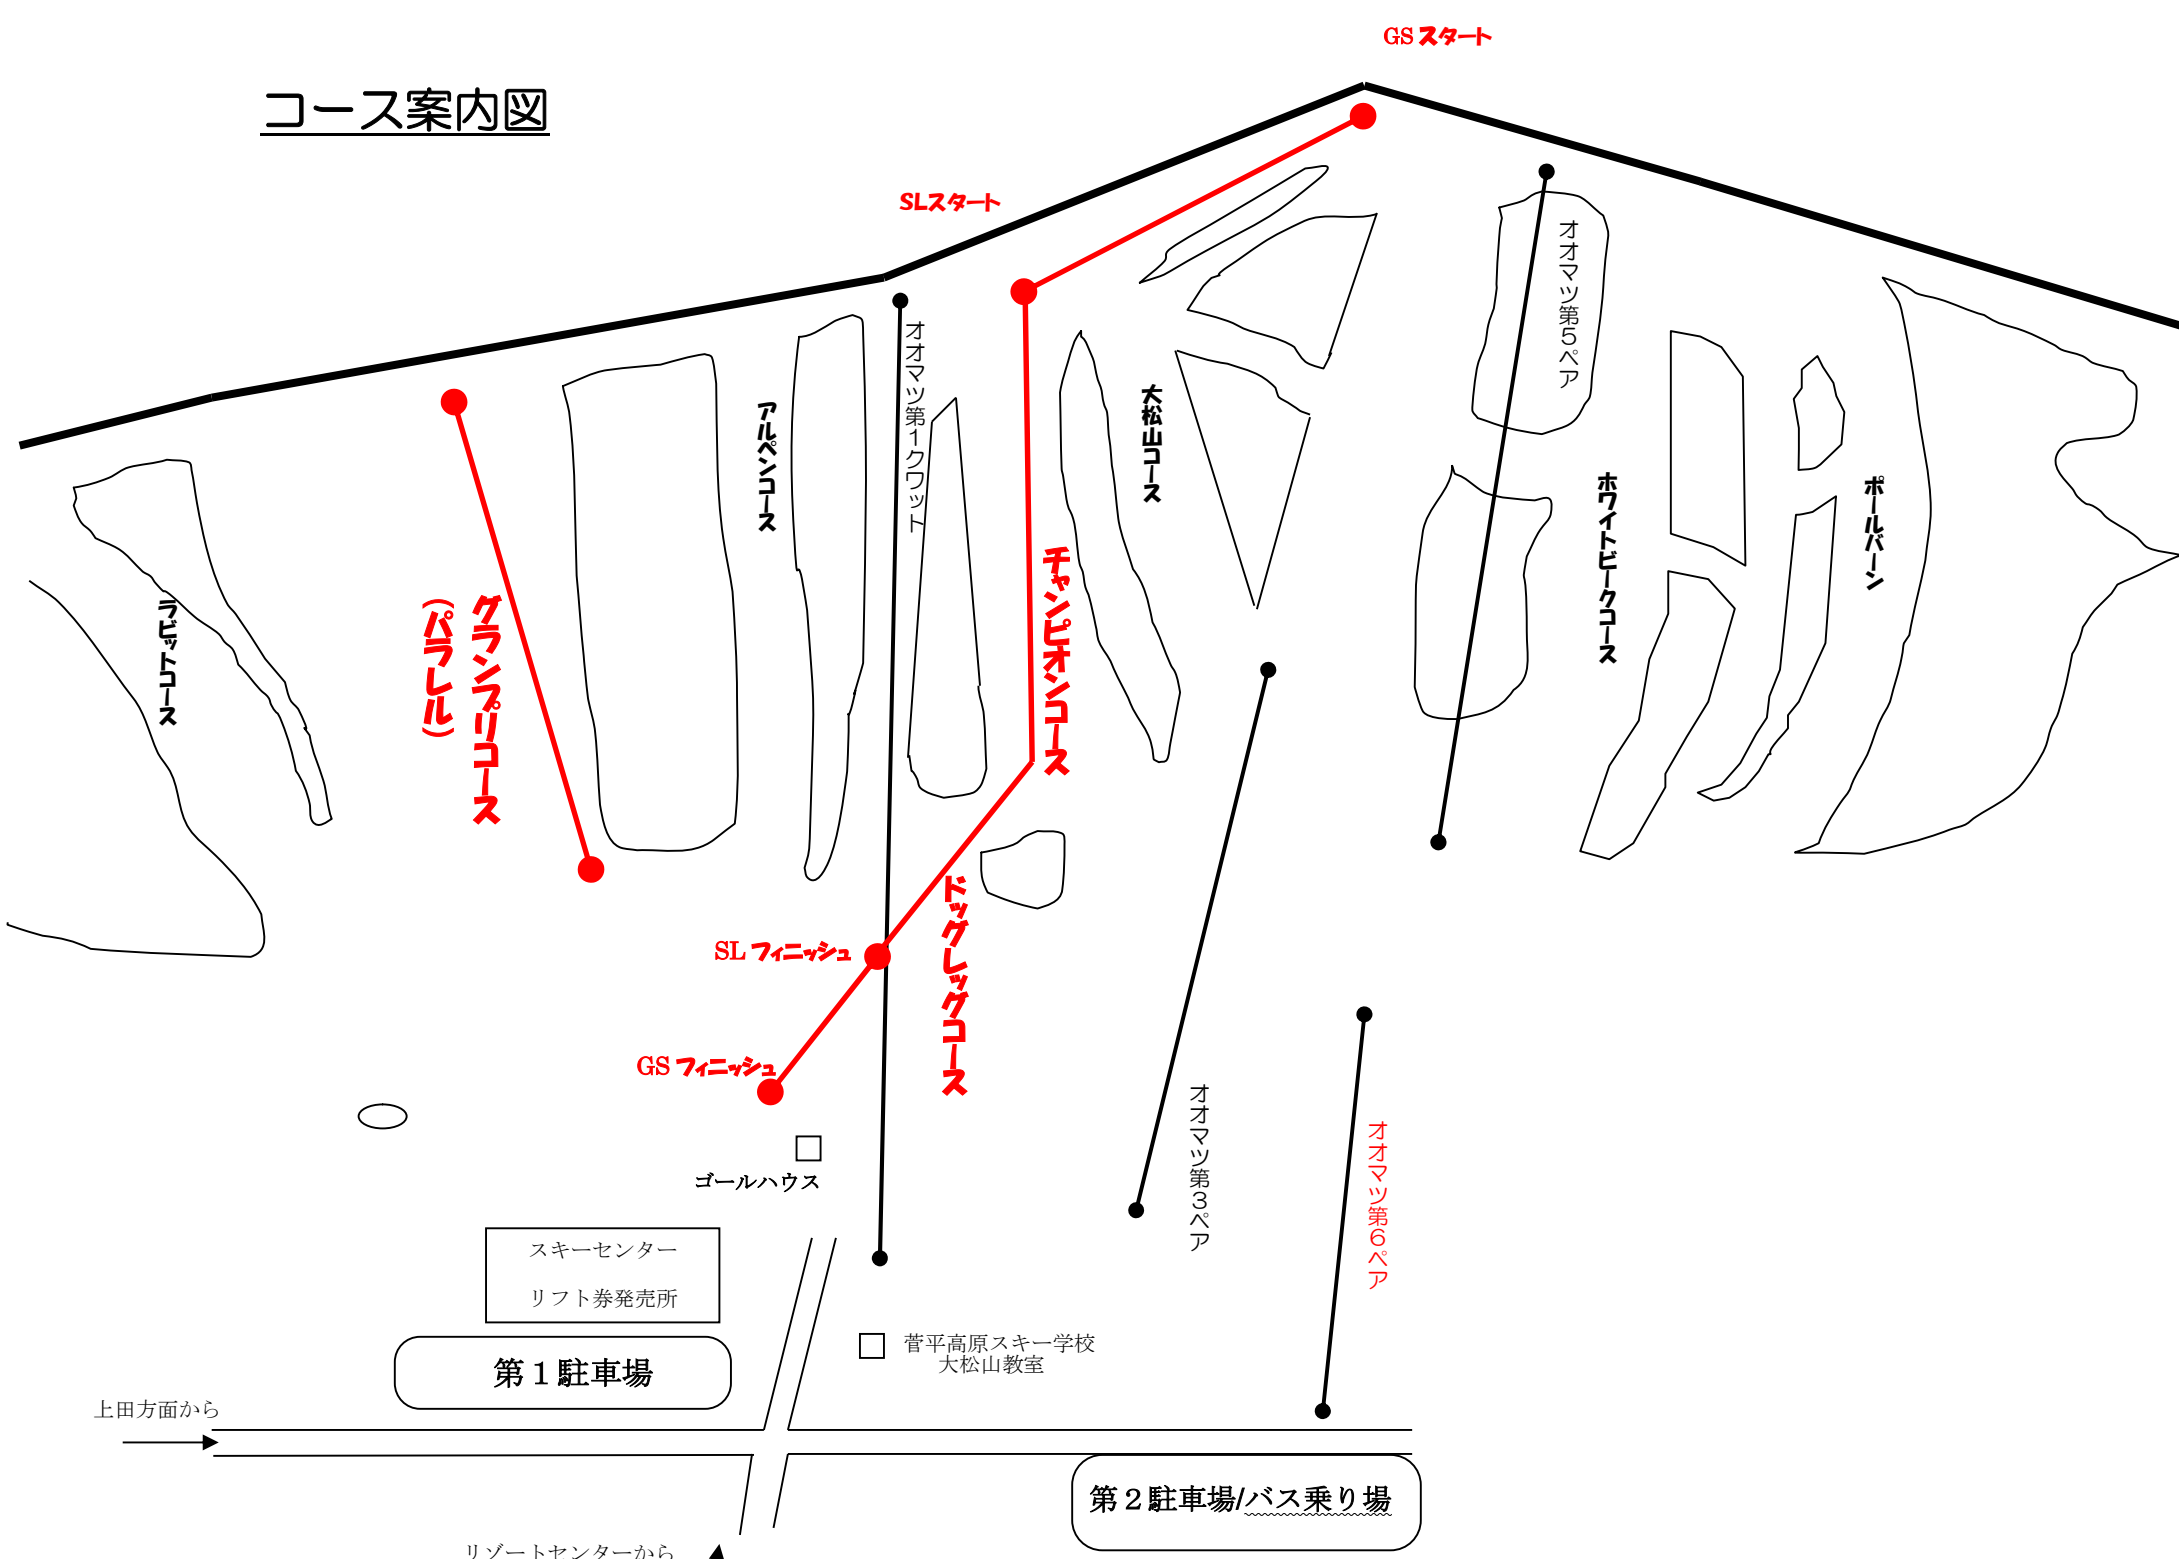 GSスタート
コース案内図
SLスタート
オオマツ第5ペア
オオマツ第1クワット
大松山コース
アルペンコース
ホワイトビークコース
ポールバーン
チャンピオンコース
グランプリコース
(パラレル)
ラビットコース
ドッグレッグコース
SL フィニッシュ
GS フィニッシュ
オオマツ第3ペア
オオマツ第6ペア
ゴールハウス
スキーセンター
リフト券発売所
菅平高原スキー学校
大松山教室
第1駐車場
上田方面から
第2駐車場/バス乗り場
リゾートセンターから